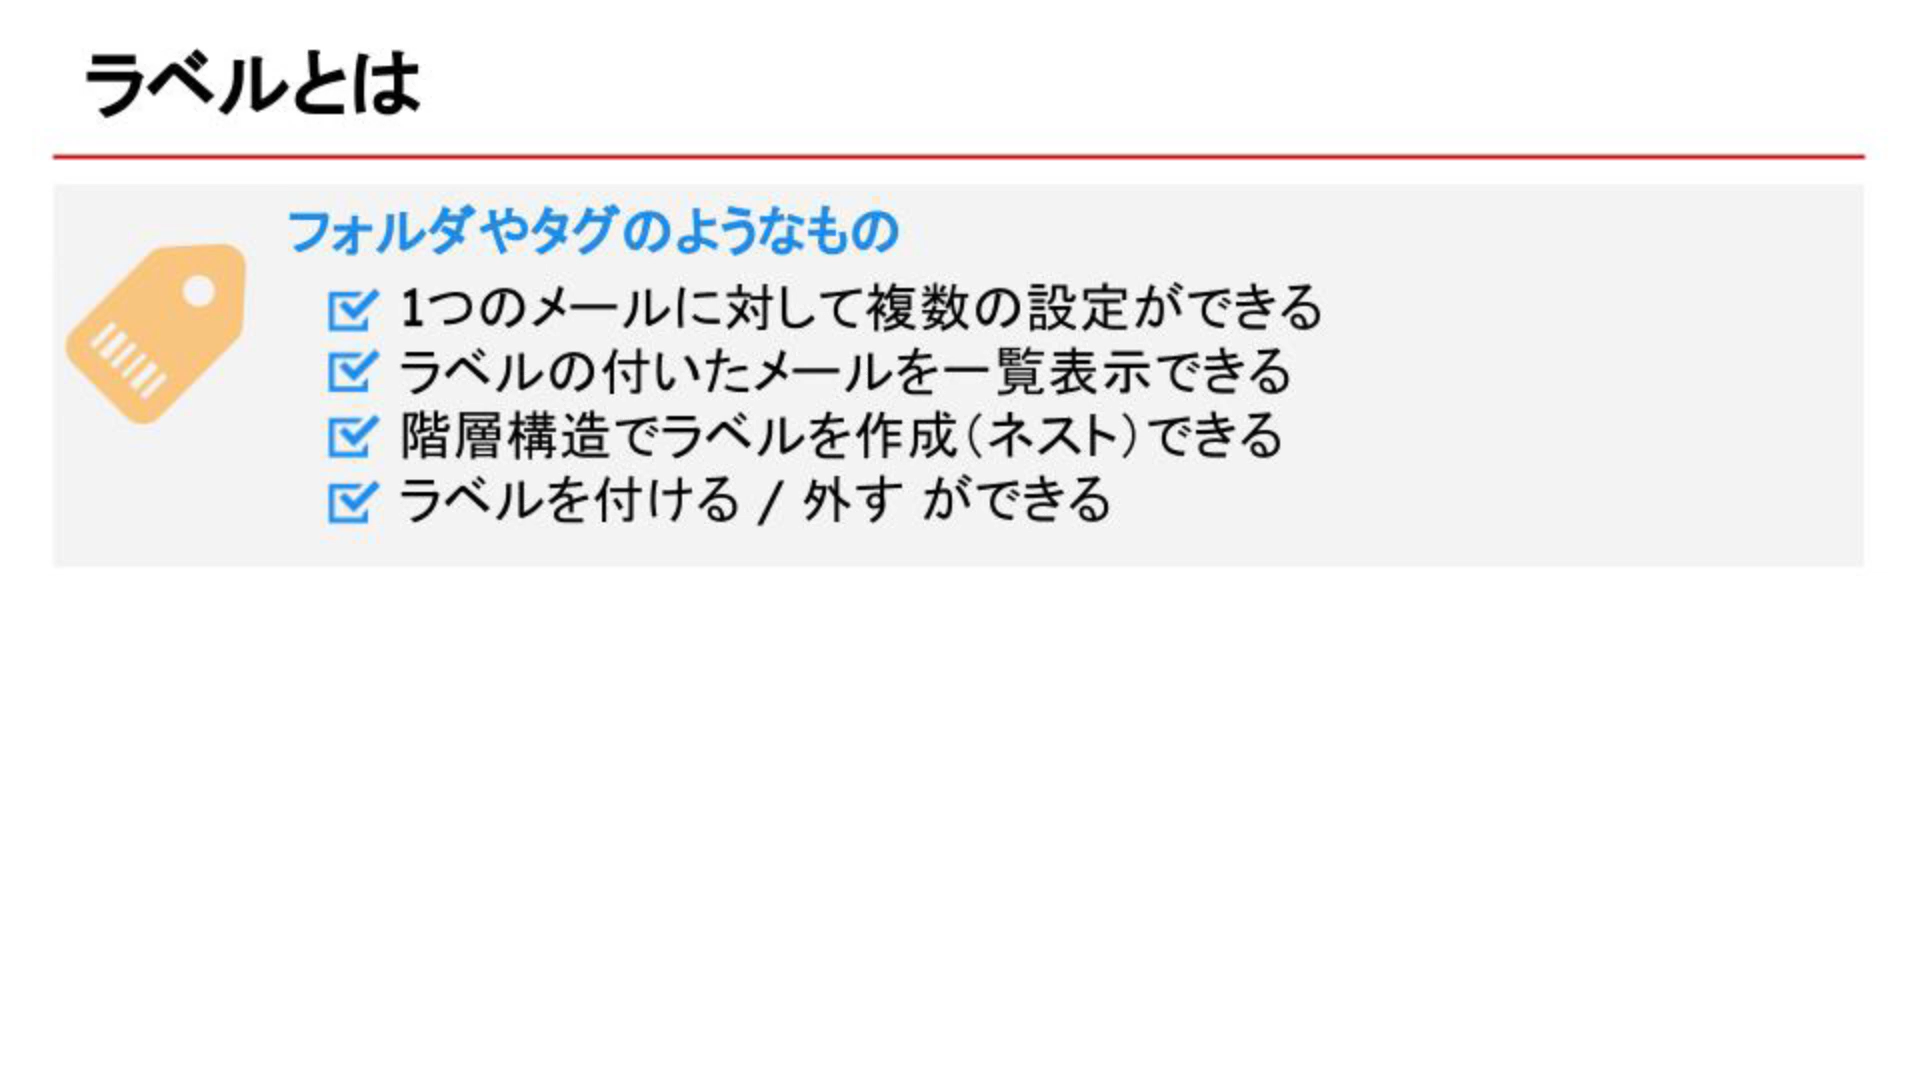 ラベルとは
フォルダやタグのようなもの
1つのメールに対して複数の設定ができる
ラベルの付いたメールを一覧表示できる
階層構造でラベルを作成（ネスト）できる
ラベルを付ける / 外す ができる